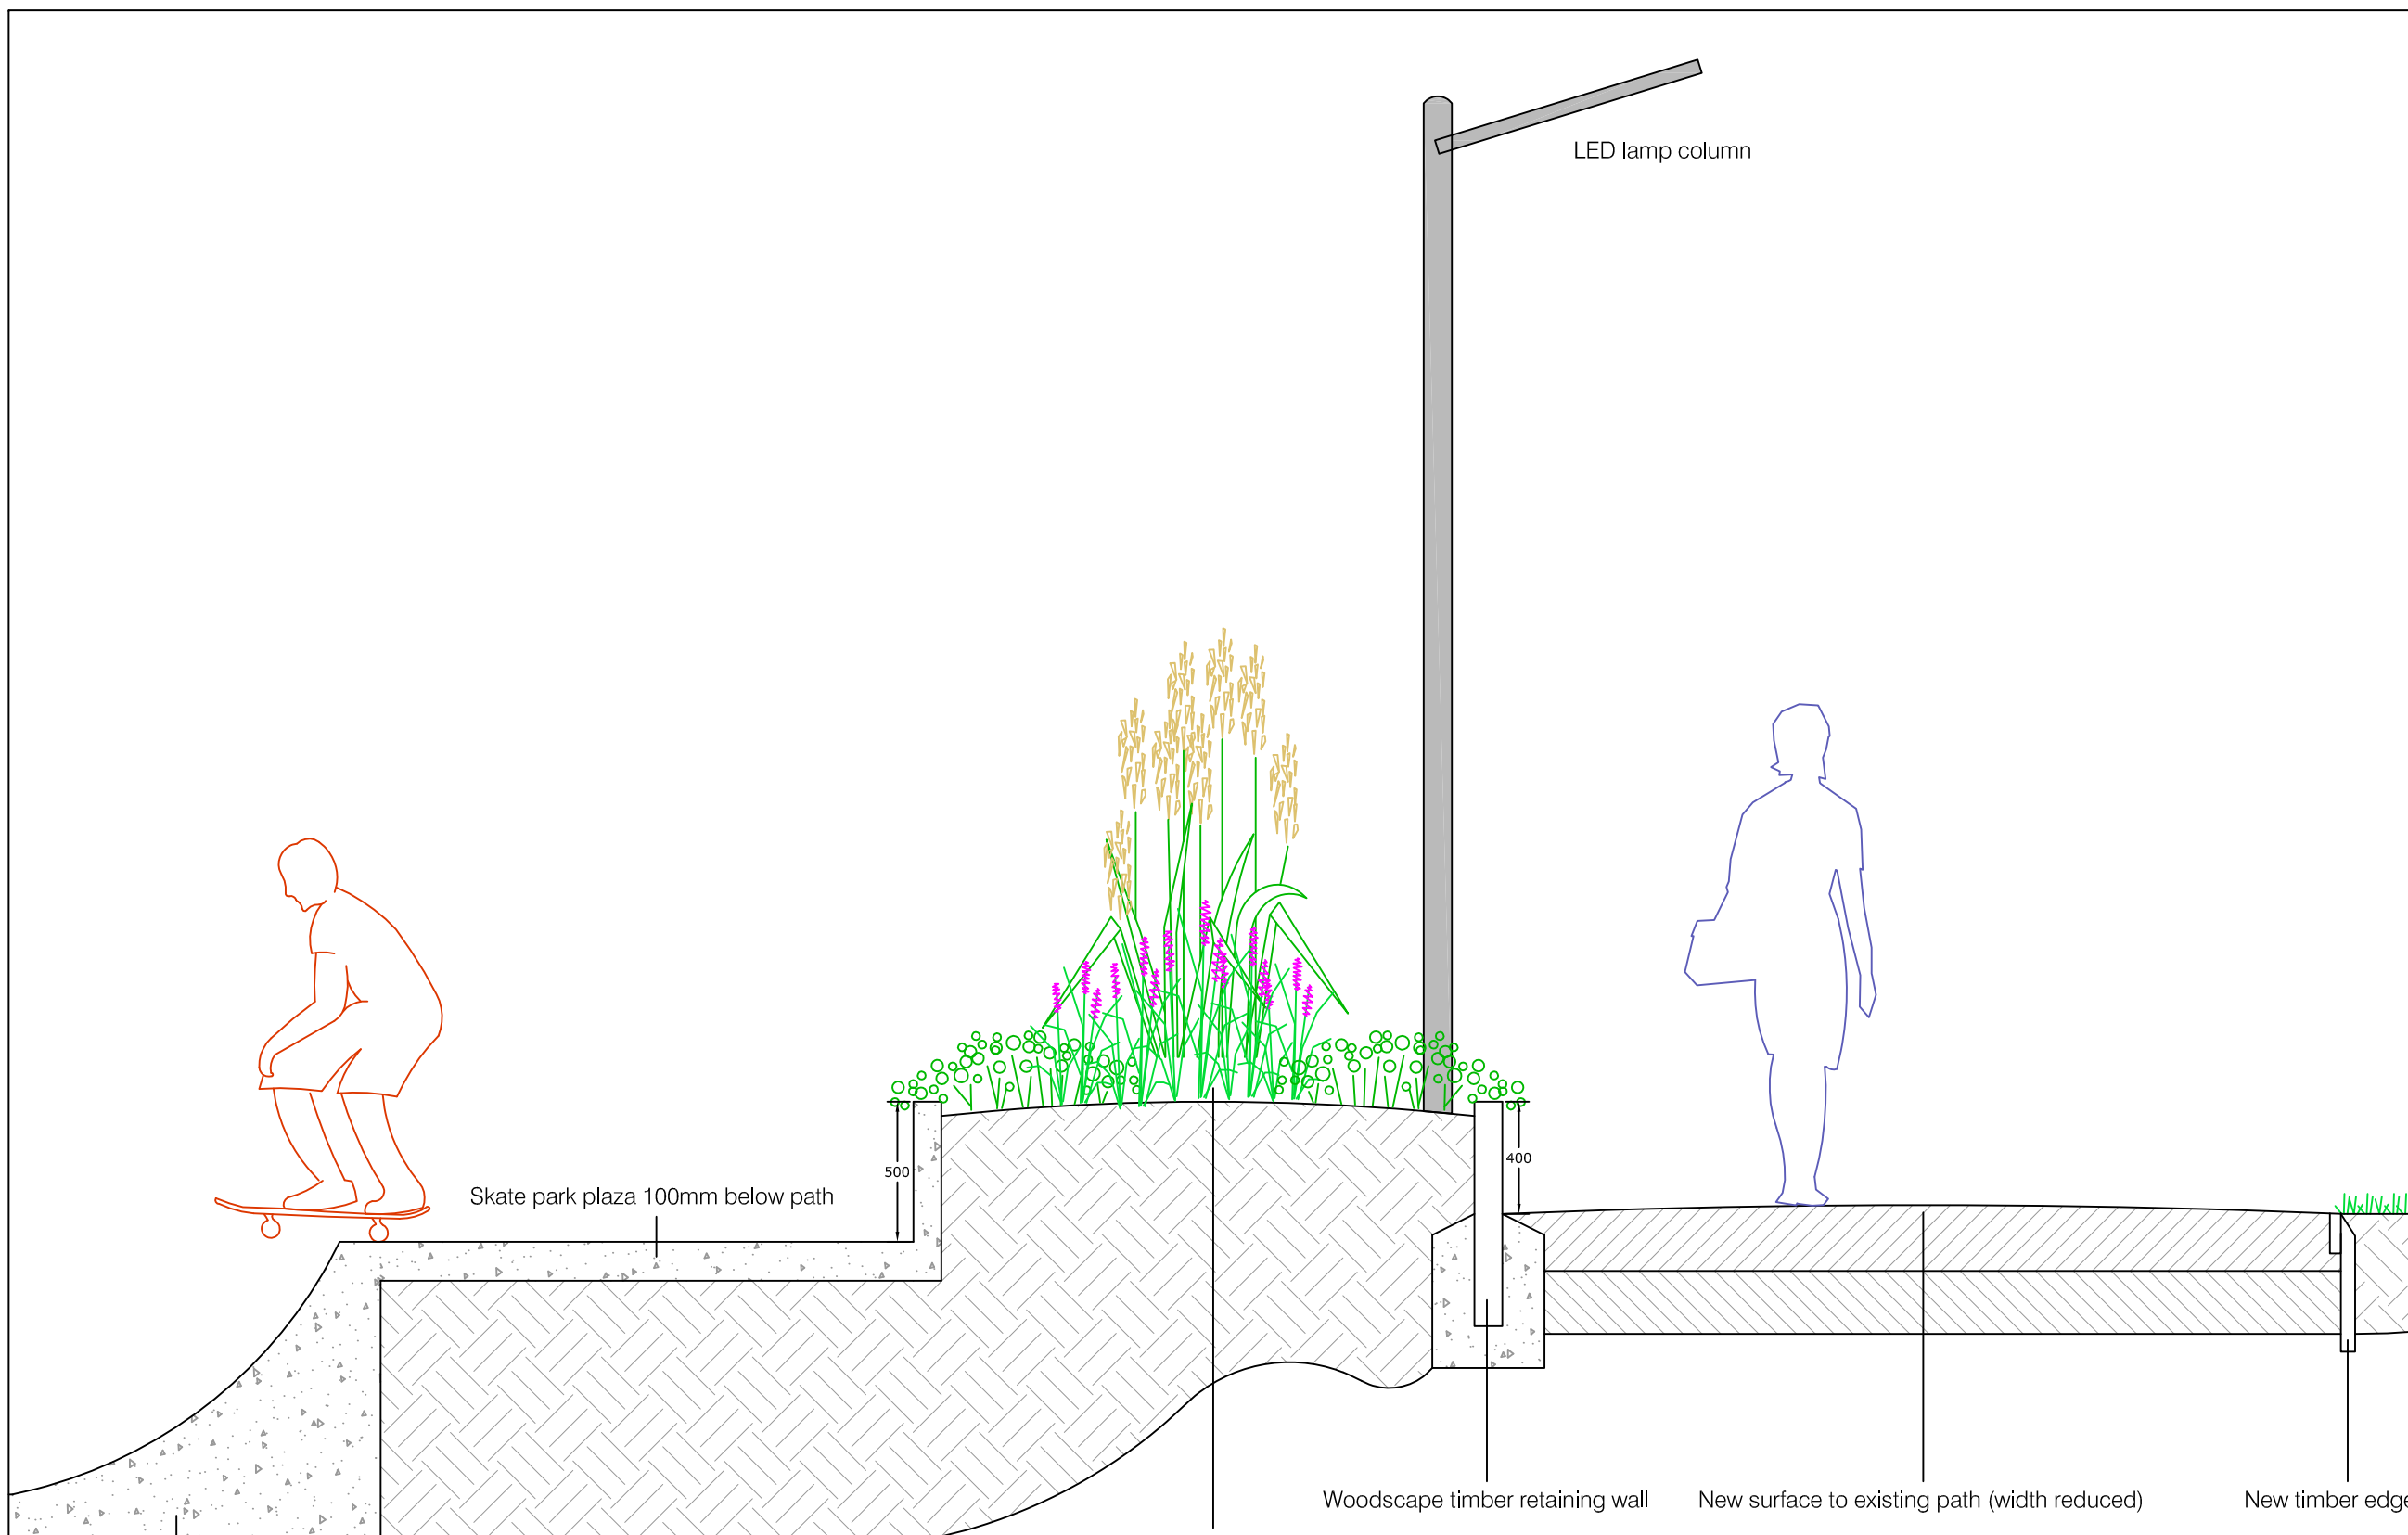 LED lamp column
500
400
Skate park plaza 100mm below path
Woodscape timber retaining wall
New surface to existing path (width reduced)
New timber edge